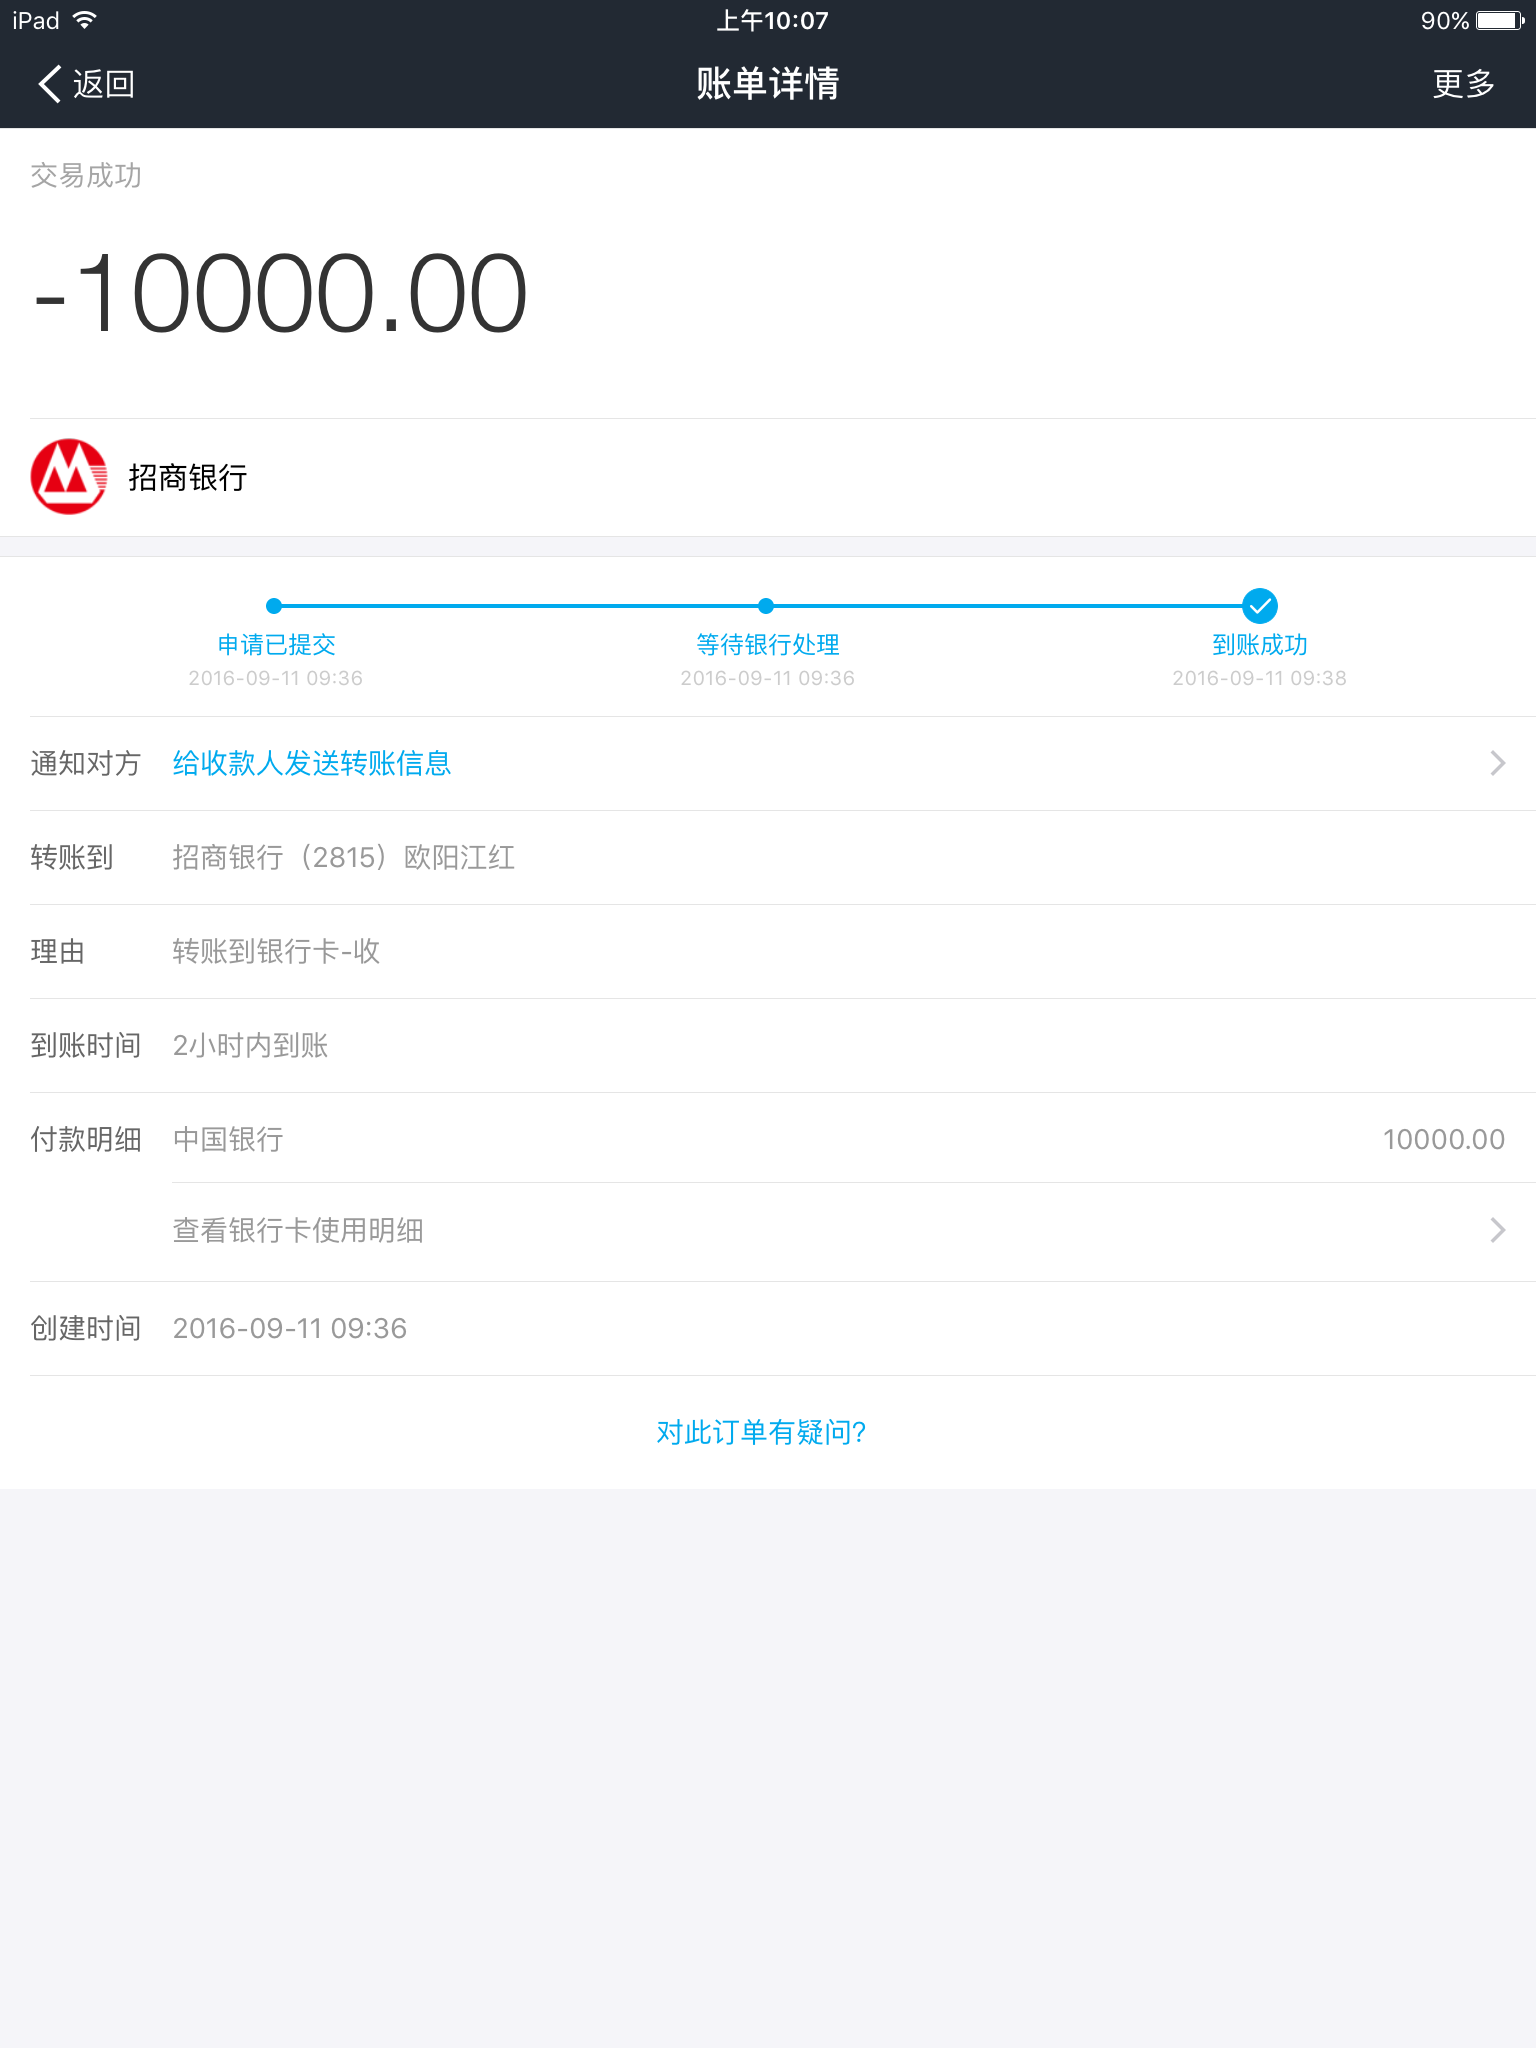 iPad 上午10:07 90%
返回 账单详情 更多
交易成功
-10000.00
招商银行
申请已提交 等待银行处理 到账成功
2016-09-11 09:36 2016-09-11 09:36 2016-09-11 09:38
通知对方 给收款人发送转账信息
转账到 招商银行（2815）欧阳江红
理由 转账到银行卡-收
到账时间 2小时内到账
付款明细 中国银行 10000.00
查看银行卡使用明细
创建时间 2016-09-11 09:36
对此订单有疑问?